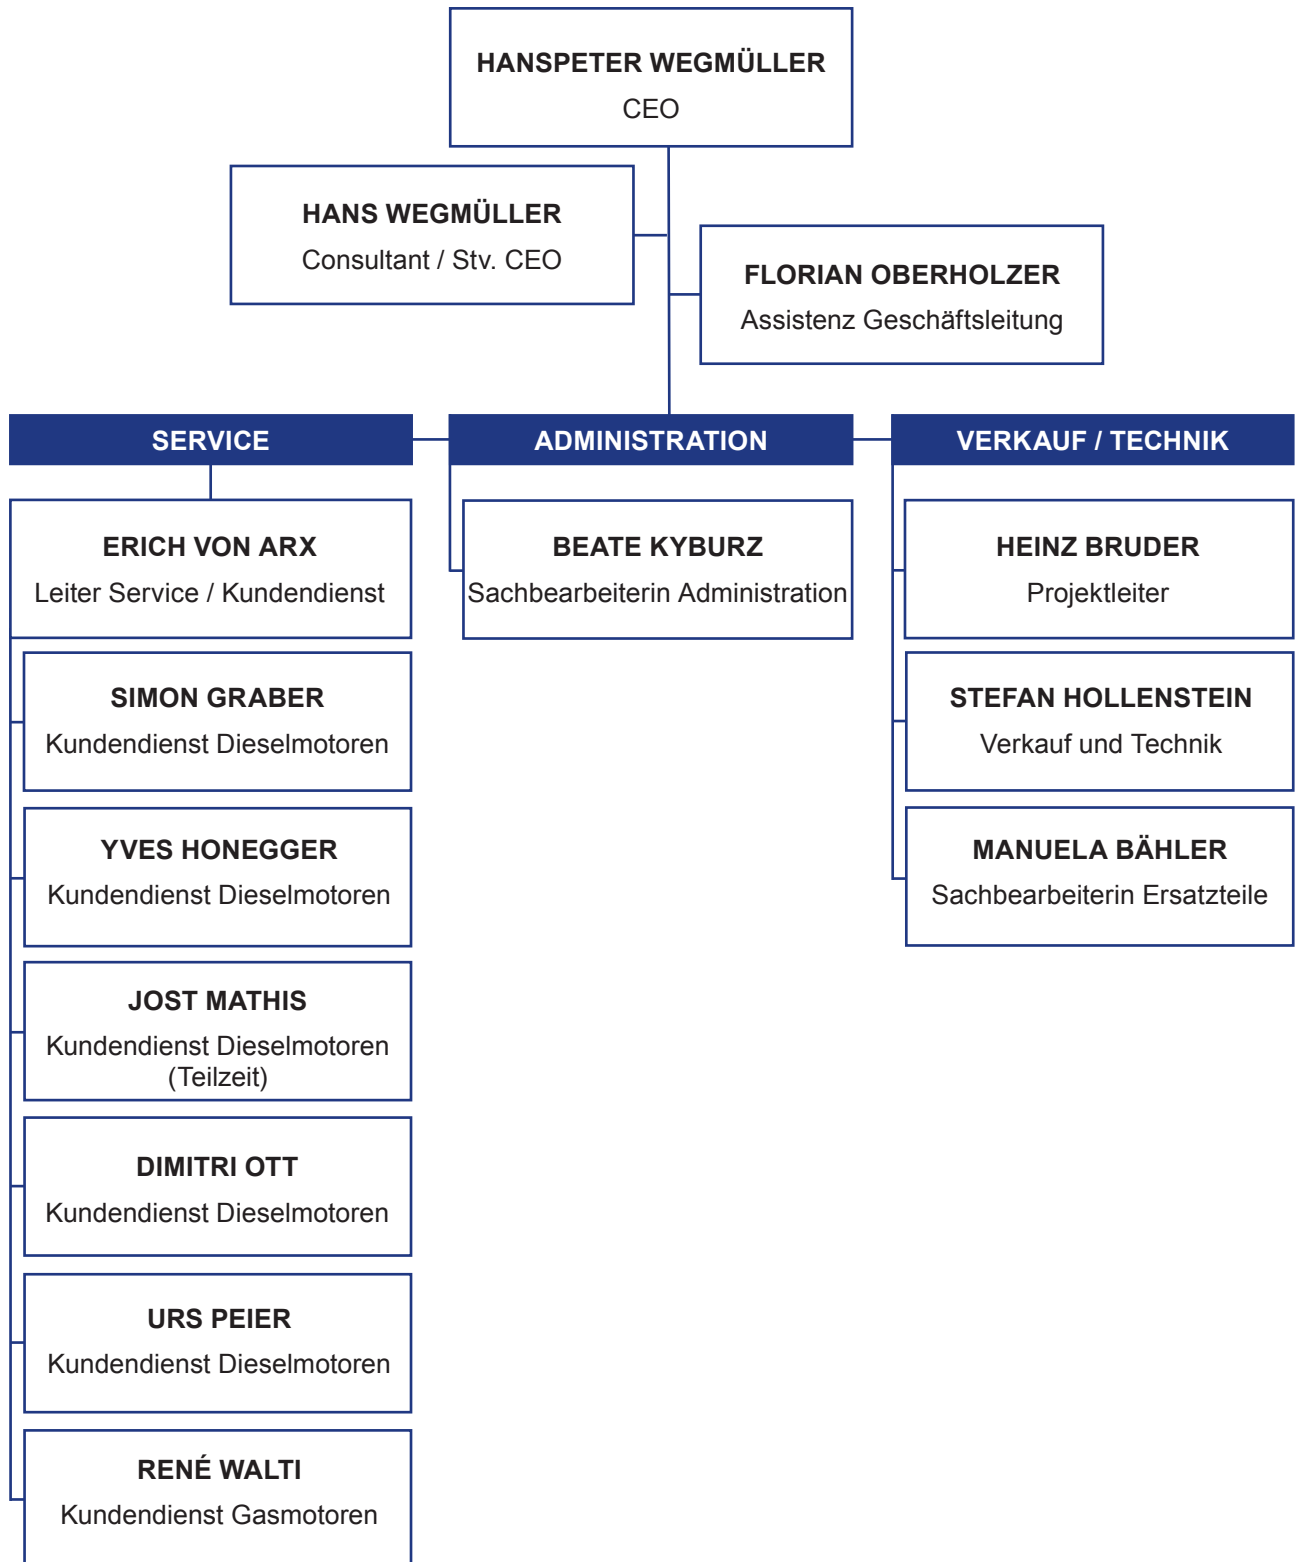 HANSPETER WEGMÜLLER
CEO
HANS WEGMÜLLER
Consultant / Stv. CEO
FLORIAN OBERHOLZER
Assistenz Geschäftsleitung
SERVICE
ADMINISTRATION
VERKAUF / TECHNIK
ERICH VON ARX
Leiter Service / Kundendienst
BEATE KYBURZ
Sachbearbeiterin Administration
HEINZ BRUDER
Projektleiter
SIMON GRABER
Kundendienst Dieselmotoren
STEFAN HOLLENSTEIN
Verkauf und Technik
YVES HONEGGER
Kundendienst Dieselmotoren
MANUELA BÄHLER
Sachbearbeiterin Ersatzteile
JOST MATHIS
Kundendienst Dieselmotoren
(Teilzeit)
DIMITRI OTT
Kundendienst Dieselmotoren
URS PEIER
Kundendienst Dieselmotoren
RENÉ WALTI
Kundendienst Gasmotoren